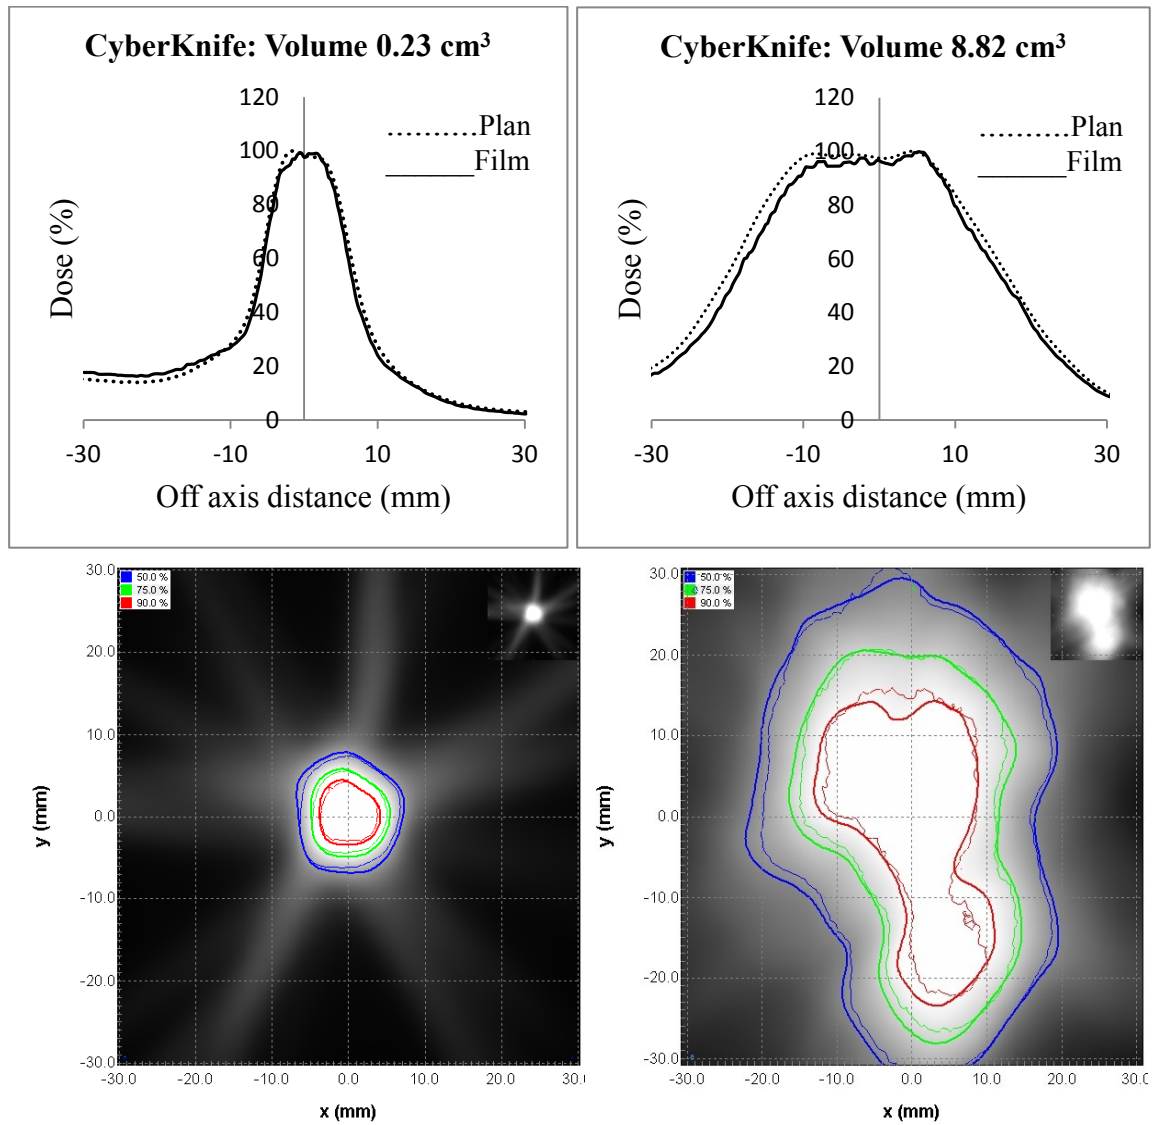 CyberKnife: Volume 0.23 cm³
120
..........Plan
100
________Film
80
60
40
20
0
Dose (%)
-30 -10 10 30
Off axis distance (mm)
CyberKnife: Volume 8.82 cm³
120
..........Plan
100
________Film
80
60
40
20
0
Dose (%)
-30 -10 10 30
Off axis distance (mm)
50.0 %
75.0 %
90.0 %
30.0
20.0
10.0
0.0
-10.0
-20.0
-30.0
y (mm)
-30.0 -20.0 -10.0 0.0 10.0 20.0 30.(
x (mm)
50.0 %
75.0 %
90.0 %
30.0
20.0
10.0
0.0
-10.0
-20.0
-30.0
y (mm)
-30.0 -20.0 -10.0 0.0 10.0 20.0 30.(
x (mm)